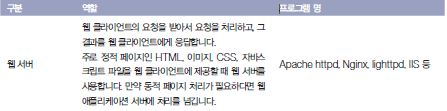 구분 역할 프로그램 명
웹 클라이언트의 요청을 받아서 요청을 처리하고, 그
결과를 웹 클라이언트에게 응답합니다.
주로 정적 페이지인 HTML, 이미지, CSS, 자바스
크립트 파일을 웹 클라이언트에 제공할 때 웹 서버를
사용합니다. 만약 동적 페이지 처리가 필요하다면 웹
애플리케이션 서버에 처리를 넘깁니다.
웹 서버
Apache httpd, Nginx, lighttpd, IIS 등